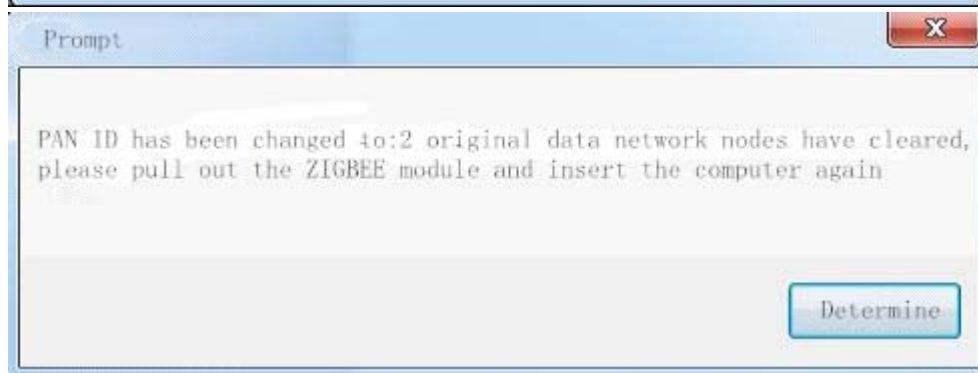 Prompt
PAN ID has been changed to:2 original data network nodes have cleared,
please pull out the ZIGBEE module and insert the computer again
Determine